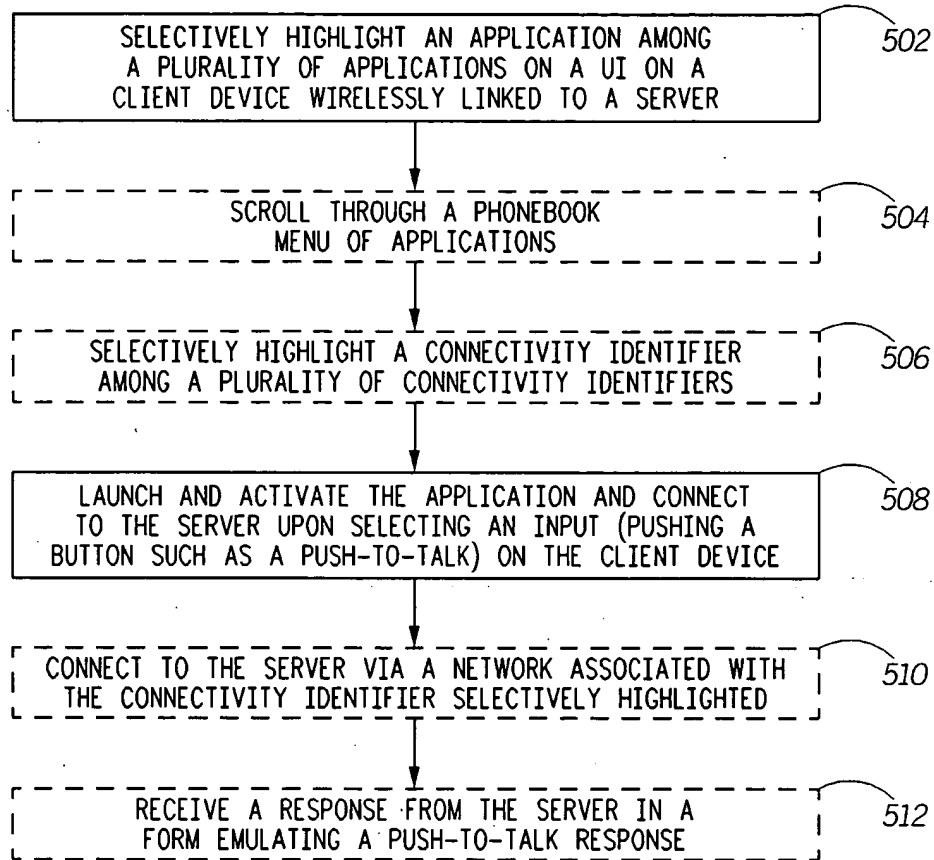 SELECTIVELY HIGHLIGHT AN APPLICATION AMONG
A PLURALITY OF APPLICATIONS ON A UI ON A
CLIENT DEVICE WIRELESSLY LINKED TO A SERVER
502
SCROLL THROUGH A PHONEBOOK
MENU OF APPLICATIONS
504
SELECTIVELY HIGHLIGHT A CONNECTIVITY IDENTIFIER
AMONG A PLURALITY OF CONNECTIVITY IDENTIFIERS
506
LAUNCH AND ACTIVATE THE APPLICATION AND CONNECT
TO THE SERVER UPON SELECTING AN INPUT (PUSHING A
BUTTON SUCH AS A PUSH-TO-TALK) ON THE CLIENT DEVICE
508
CONNECT TO THE SERVER VIA A NETWORK ASSOCIATED WITH
THE CONNECTIVITY IDENTIFIER SELECTIVELY HIGHLIGHTED
510
RECEIVE A RESPONSE FROM THE SERVER IN A
FORM EMULATING A PUSH-TO-TALK RESPONSE
512